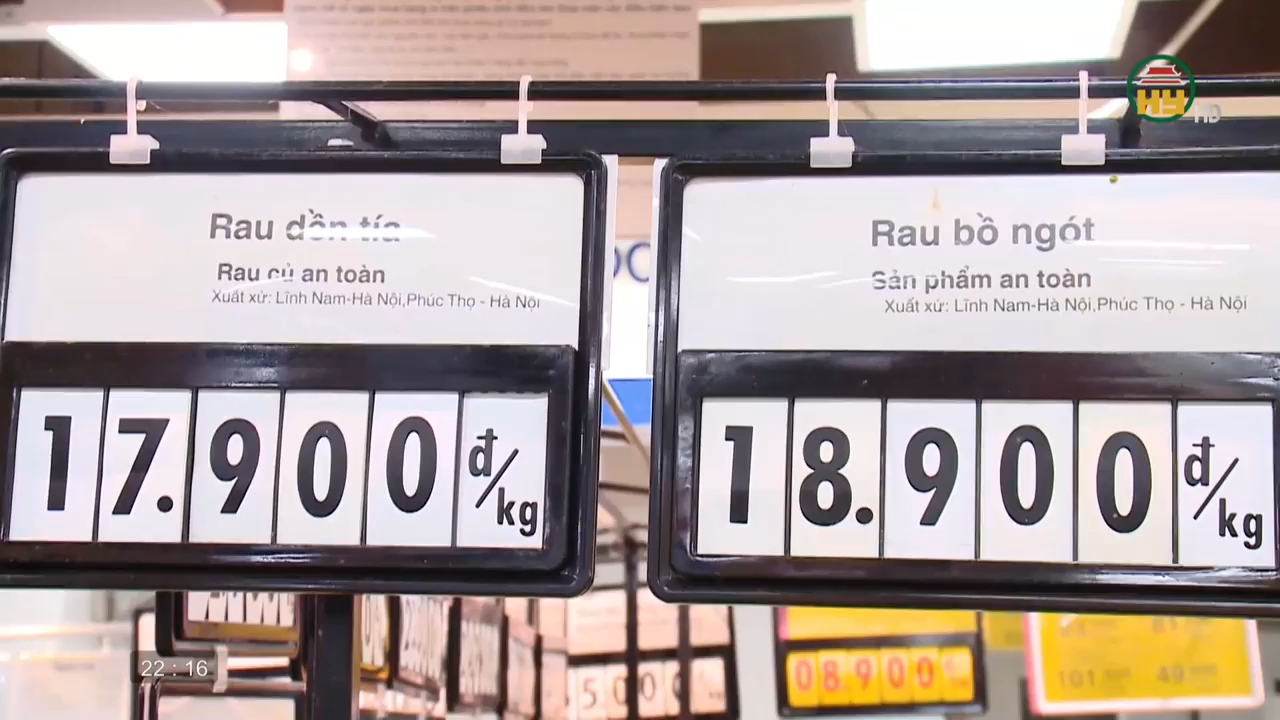 HY HD
Rau dền tía
Rau củ an toàn
Xuất xứ: Lĩnh Nam-Hà Nội,Phúc Thọ - Hà Nội
17.900 đ/kg
Rau bồ ngót
Sản phẩm an toàn
Xuất xứ: Lĩnh Nam-Hà Nội,Phúc Thọ - Hà Nội
18.900 đ/kg
08900
22 : 16